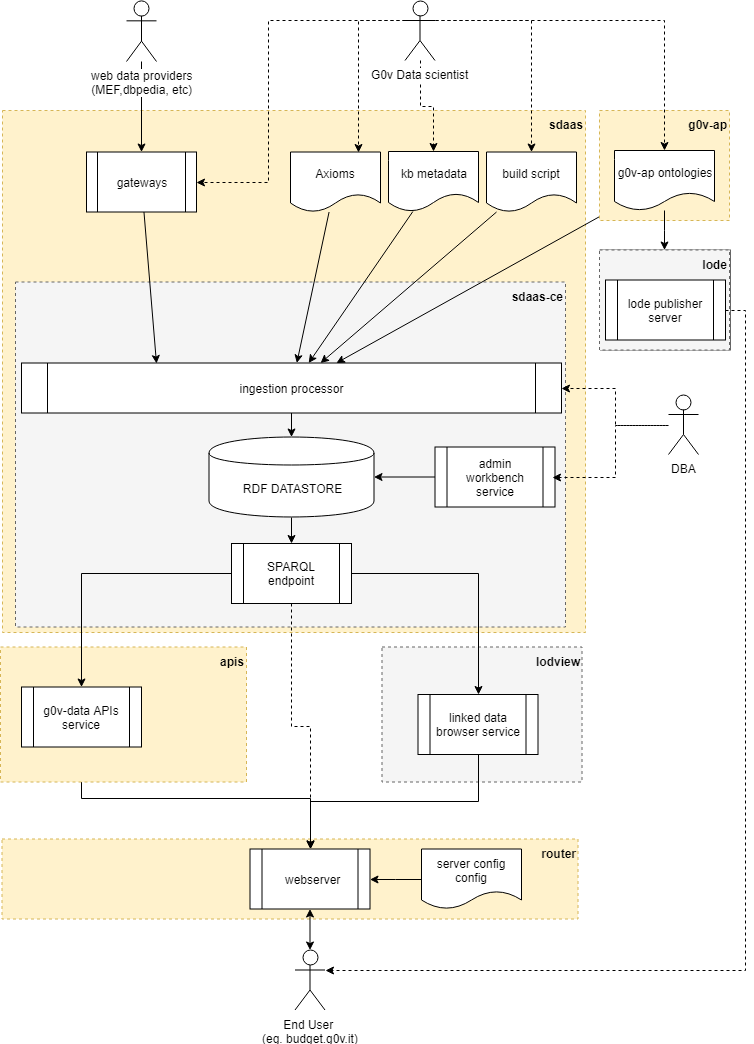 web data providers
(MEF,dbpedia, etc)
G0v Data scientist
sdaas
g0v-ap
gateways
Axioms
kb metadata
build script
g0v-ap ontologies
lode
lode publisher
server
sdaas-ce
ingestion processor
DBA
RDF DATASTORE
admin
workbench
service
SPARQL
endpoint
apis
lodview
g0v-data APIs
service
linked data
browser service
router
webserver
server config
config
End User
(eg. budget.g0v.it)